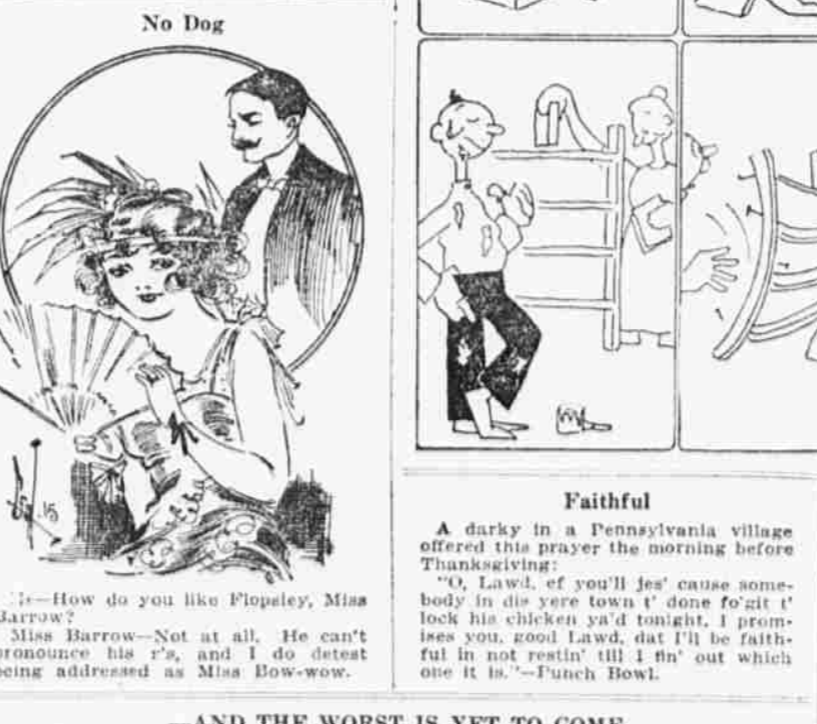 No Dog
.15
How do you like Flopsley, Miss
Barrow?
Miss Barrow—Not at all. He can't
pronounce his r's, and I do detest
being addressed as Miss Bow-wow.
Faithful
A darky in a Pennsylvania village
offered this prayer the morning before
Thanksgiving:
"O, Lawd, ef you'll jes' cause some-
body in dis yere town t' done fo'git t'
lock his chicken ya'd tonight, I prom-
ises you, good Lawd, dat I'll be faith-
ful in not restin' till I fin' out which
one it is."—Punch Bowl.
—AND THE WORST IS YET TO COME